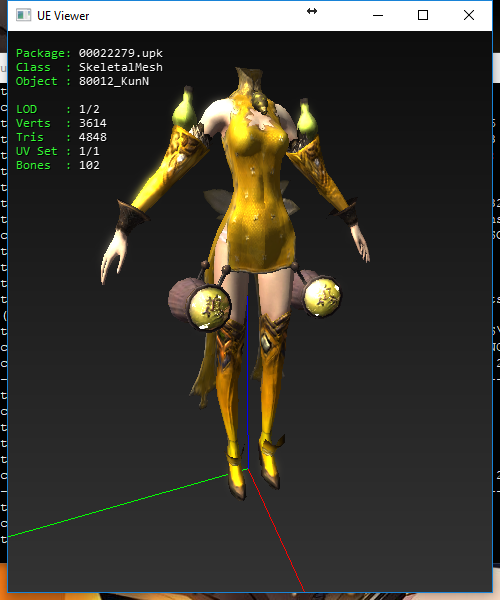 UE Viewer
Package: 00022279.upk
Class : SkeletalMesh
Object : 80012_KunN
LOD : 1/2
Verts : 3614
Tris : 4848
UV Set : 1/1
Bones : 102